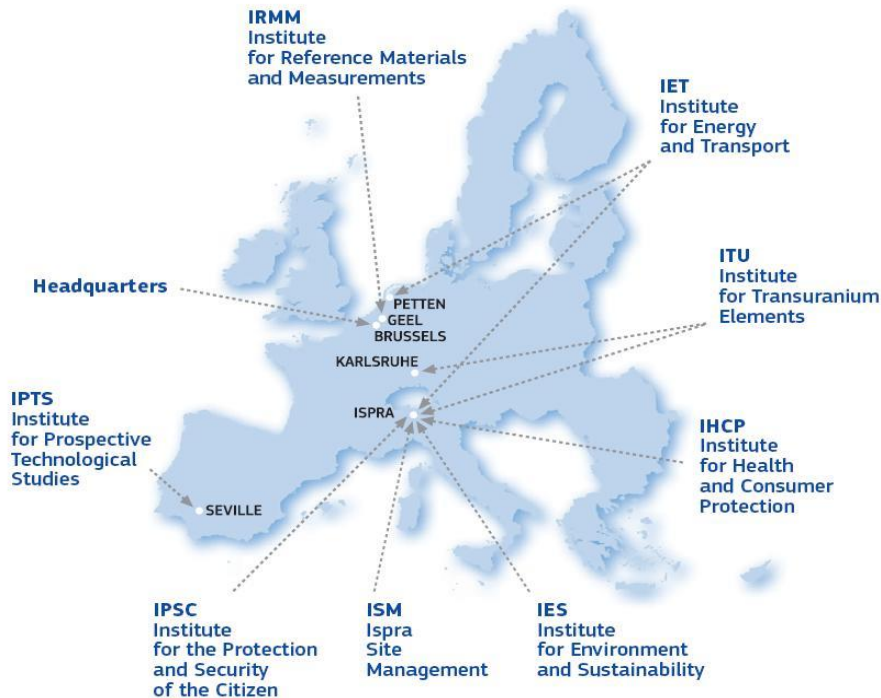 IRMM
Institute
for Reference Materials
and Measurements
IET
Institute
for Energy
and Transport
ITU
Institute
for Transuranium
Elements
Headquarters
PETTEN
GEEL
BRUSSELS
KARLSRUHE
ISPRA
IPTS
Institute
for Prospective
Technological
Studies
IHCP
Institute
for Health
and Consumer
Protection
SEVILLE
IPSC
Institute
for the Protection
and Security
of the Citizen
ISM
Ispra
Site
Management
IES
Institute
for Environment
and Sustainability